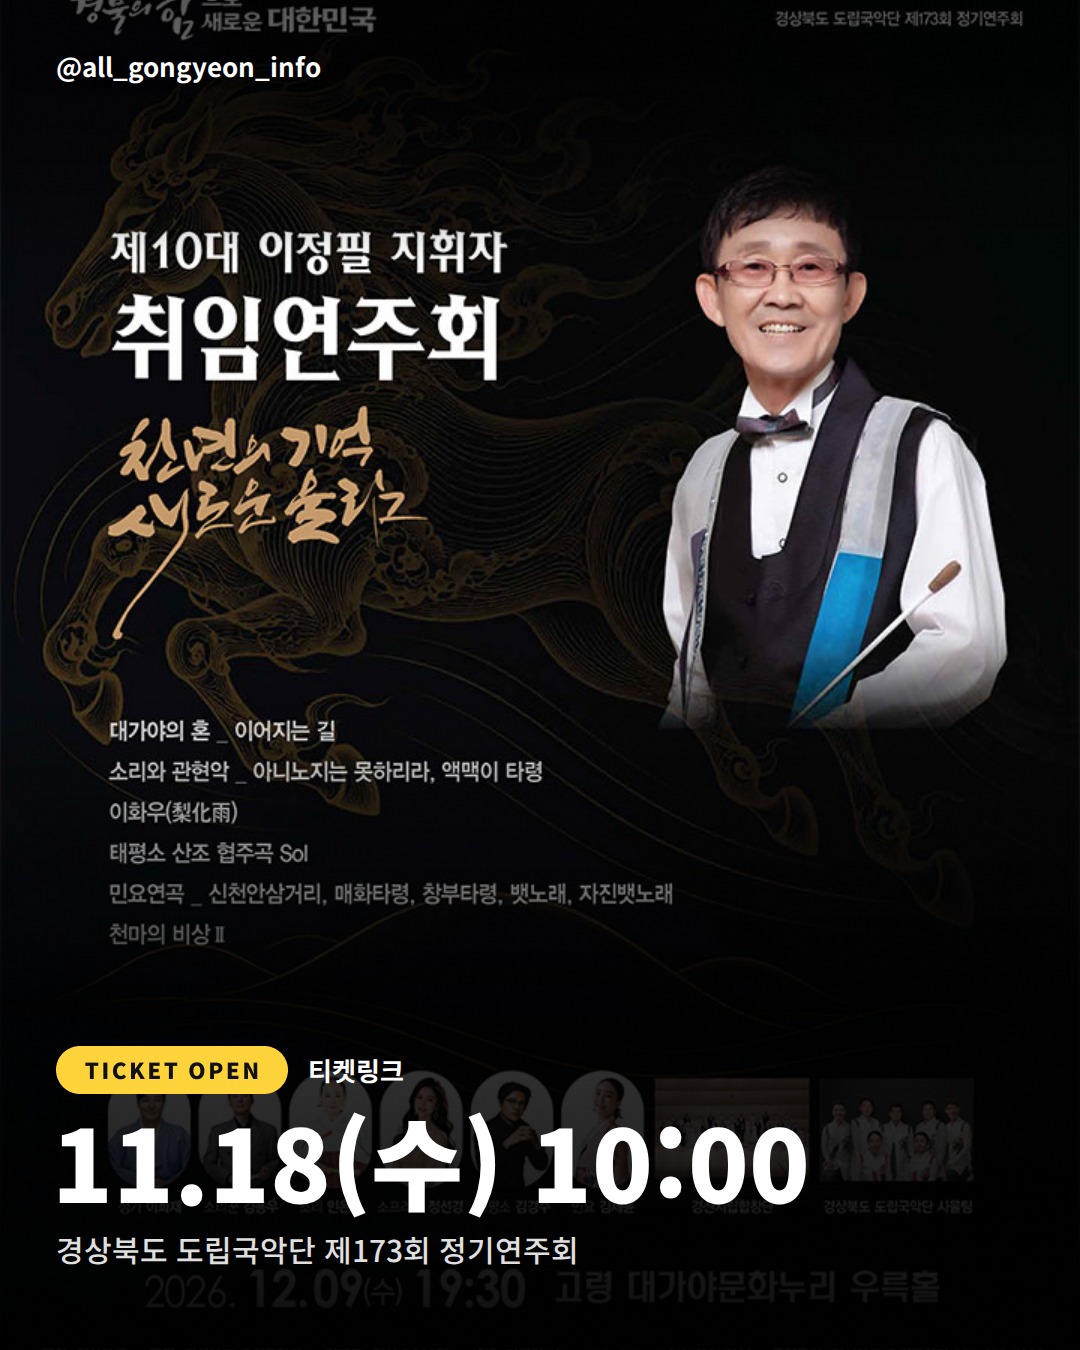 경북의 힘으로
새로운 대한민국
경상북도 도립국악단 제173회 정기연주회
@all_gongyeon_info
제10대 이정필 지휘자
취임연주회
천년의 기억
새로운 울림그
대가야의 혼 _ 이어지는 길
소리와 관현악 _ 아니노지는 못하리라, 액맥이 타령
이화우(梨化雨)
태평소 산조 협주곡 Sol
민요연곡 _ 신천안삼거리, 매화타령, 창부타령, 뱃노래, 자진뱃노래
천마의 비상 II
TICKET OPEN 티켓링크
11.18(수) 10:00
경상북도 도립국악단 사물팀
경상북도 도립국악단 제173회 정기연주회
2026. 12.09(수) 19:30 고령 대가야문화누리 우륵홀